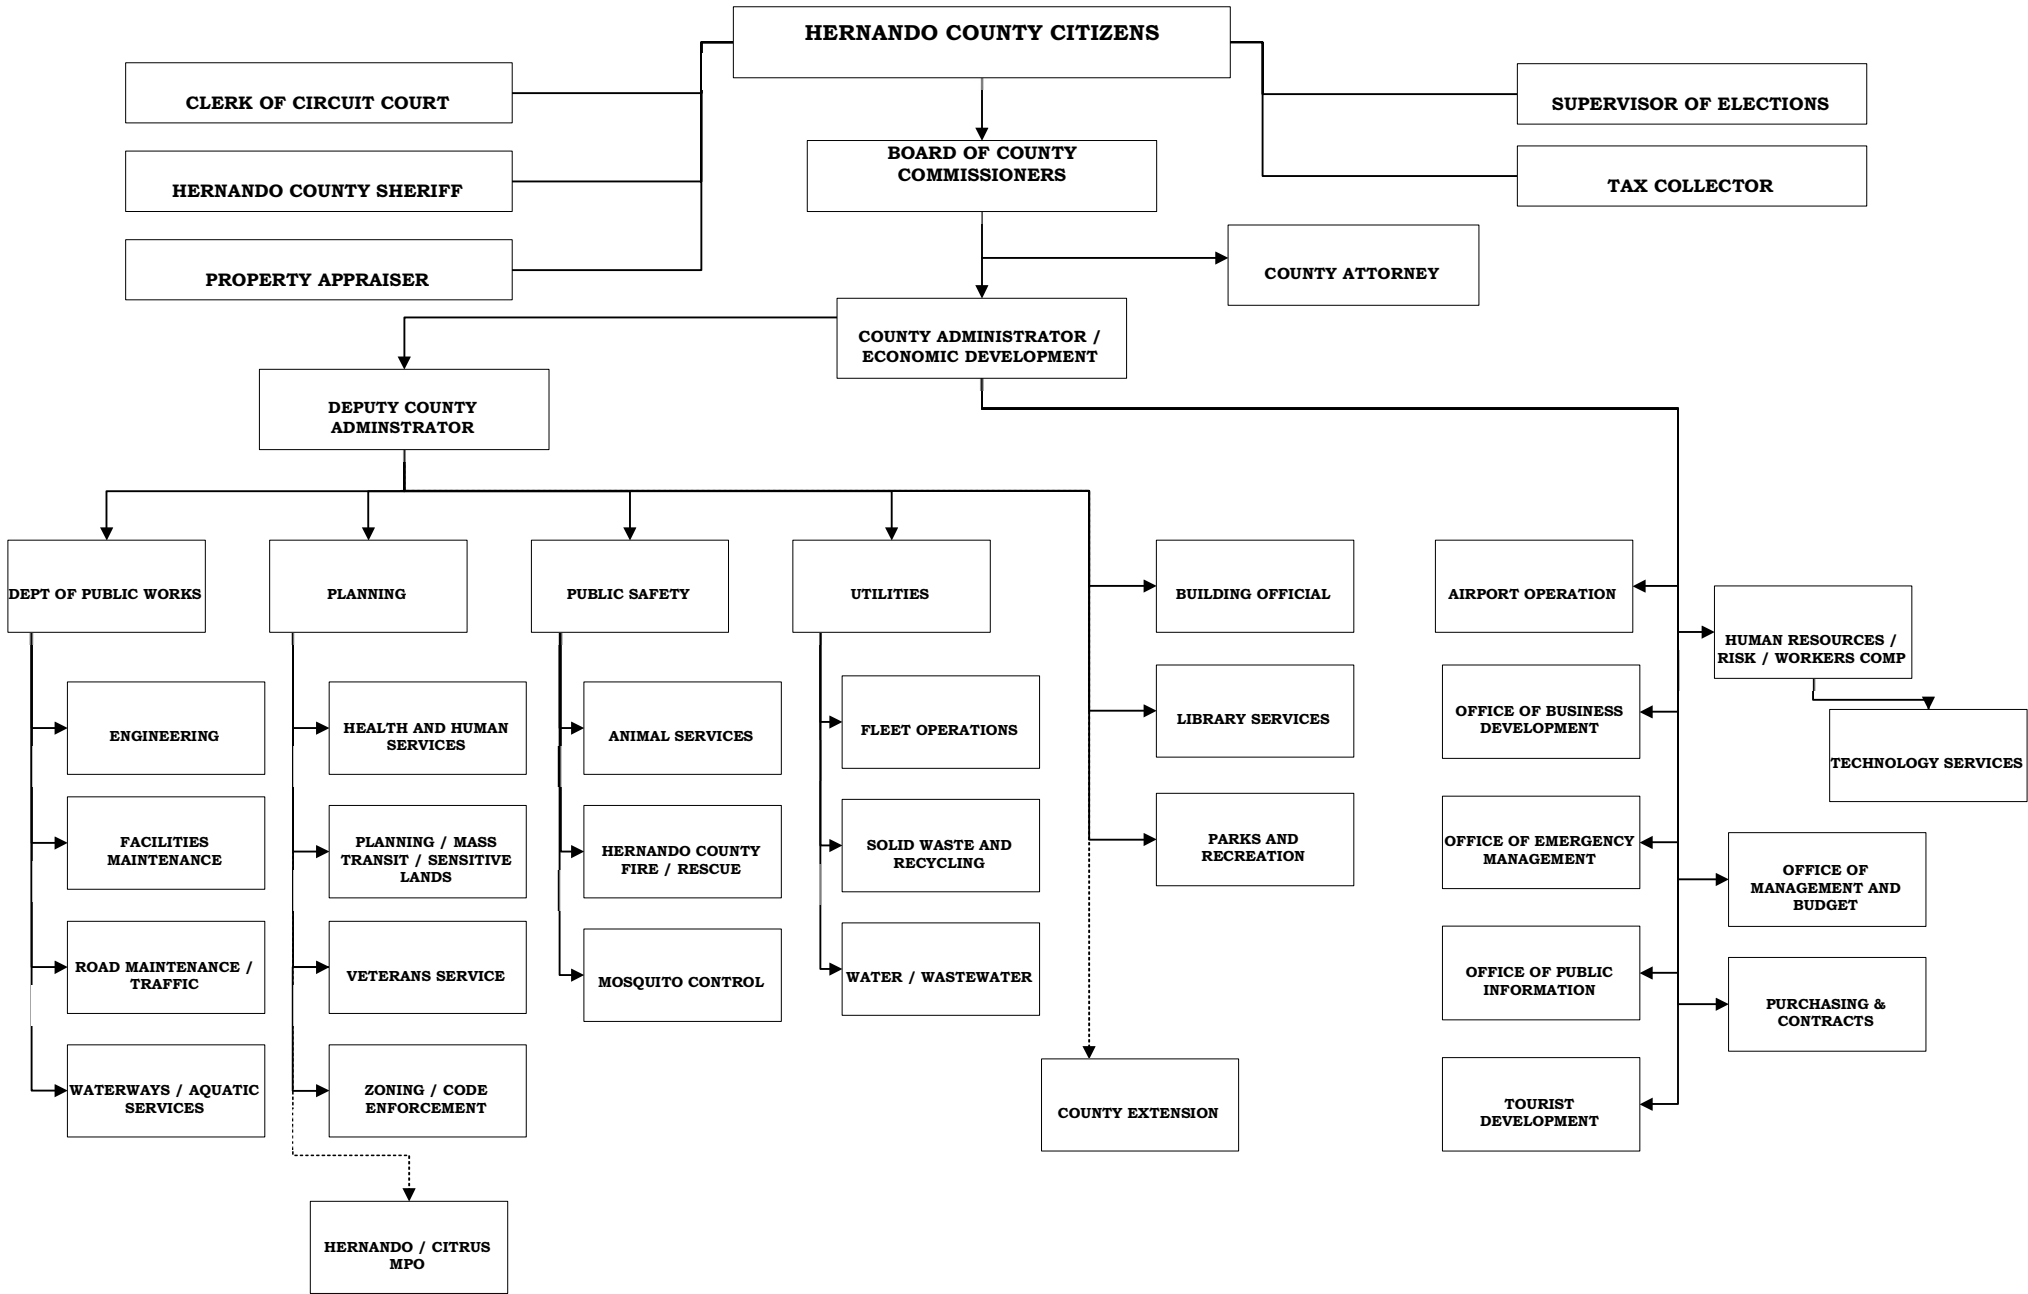 HERNANDO COUNTY CITIZENS
CLERK OF CIRCUIT COURT
SUPERVISOR OF ELECTIONS
BOARD OF COUNTY
COMMISSIONERS
HERNANDO COUNTY SHERIFF
TAX COLLECTOR
PROPERTY APPRAISER
COUNTY ATTORNEY
COUNTY ADMINISTRATOR /
ECONOMIC DEVELOPMENT
DEPUTY COUNTY
ADMINSTRATOR
DEPT OF PUBLIC WORKS
PLANNING
PUBLIC SAFETY
UTILITIES
BUILDING OFFICIAL
AIRPORT OPERATION
HUMAN RESOURCES /
RISK / WORKERS COMP
ENGINEERING
HEALTH AND HUMAN
SERVICES
ANIMAL SERVICES
FLEET OPERATIONS
LIBRARY SERVICES
OFFICE OF BUSINESS
DEVELOPMENT
TECHNOLOGY SERVICES
FACILITIES
MAINTENANCE
PLANNING / MASS
TRANSIT / SENSITIVE
LANDS
HERNANDO COUNTY
FIRE / RESCUE
SOLID WASTE AND
RECYCLING
PARKS AND
RECREATION
OFFICE OF EMERGENCY
MANAGEMENT
OFFICE OF
MANAGEMENT AND
BUDGET
ROAD MAINTENANCE /
TRAFFIC
VETERANS SERVICE
MOSQUITO CONTROL
WATER / WASTEWATER
OFFICE OF PUBLIC
INFORMATION
PURCHASING &
CONTRACTS
WATERWAYS / AQUATIC
SERVICES
ZONING / CODE
ENFORCEMENT
COUNTY EXTENSION
TOURIST
DEVELOPMENT
HERNANDO / CITRUS
MPO